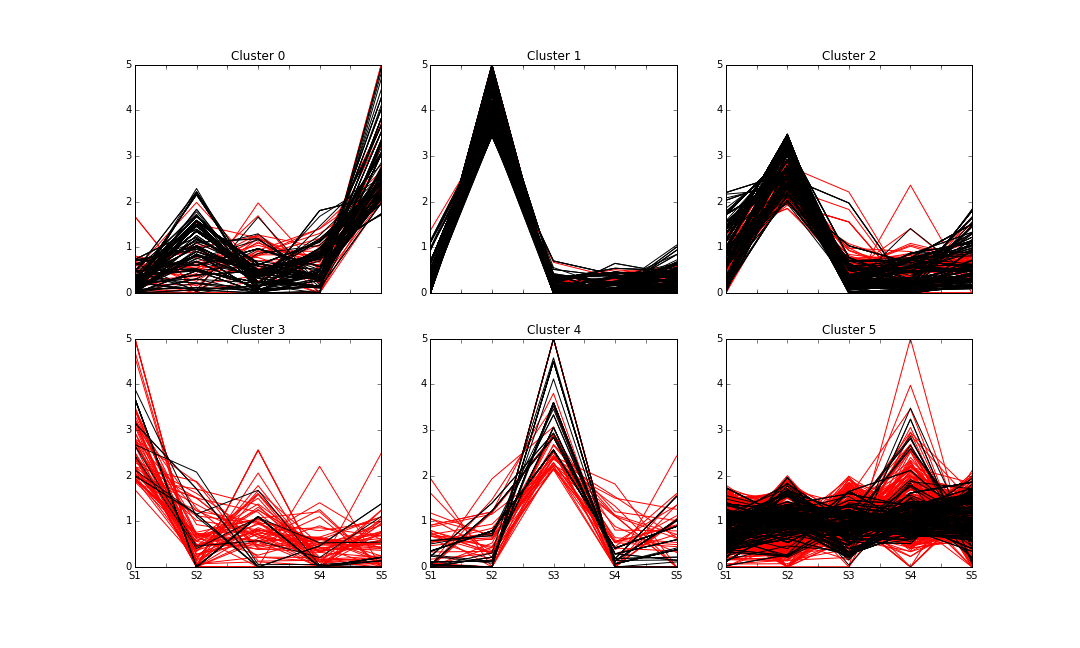 Cluster 0 Cluster 1 Cluster 2
5 5 5
4 4 4
3 3 3
2 2 2
1 1 1
0 0 0
Cluster 3 Cluster 4 Cluster 5
5 5 5
4 4 4
3 3 3
2 2 2
1 1 1
0 0 0
S1 S2 S3 S4 S5 S1 S2 S3 S4 S5 S1 S2 S3 S4 S5